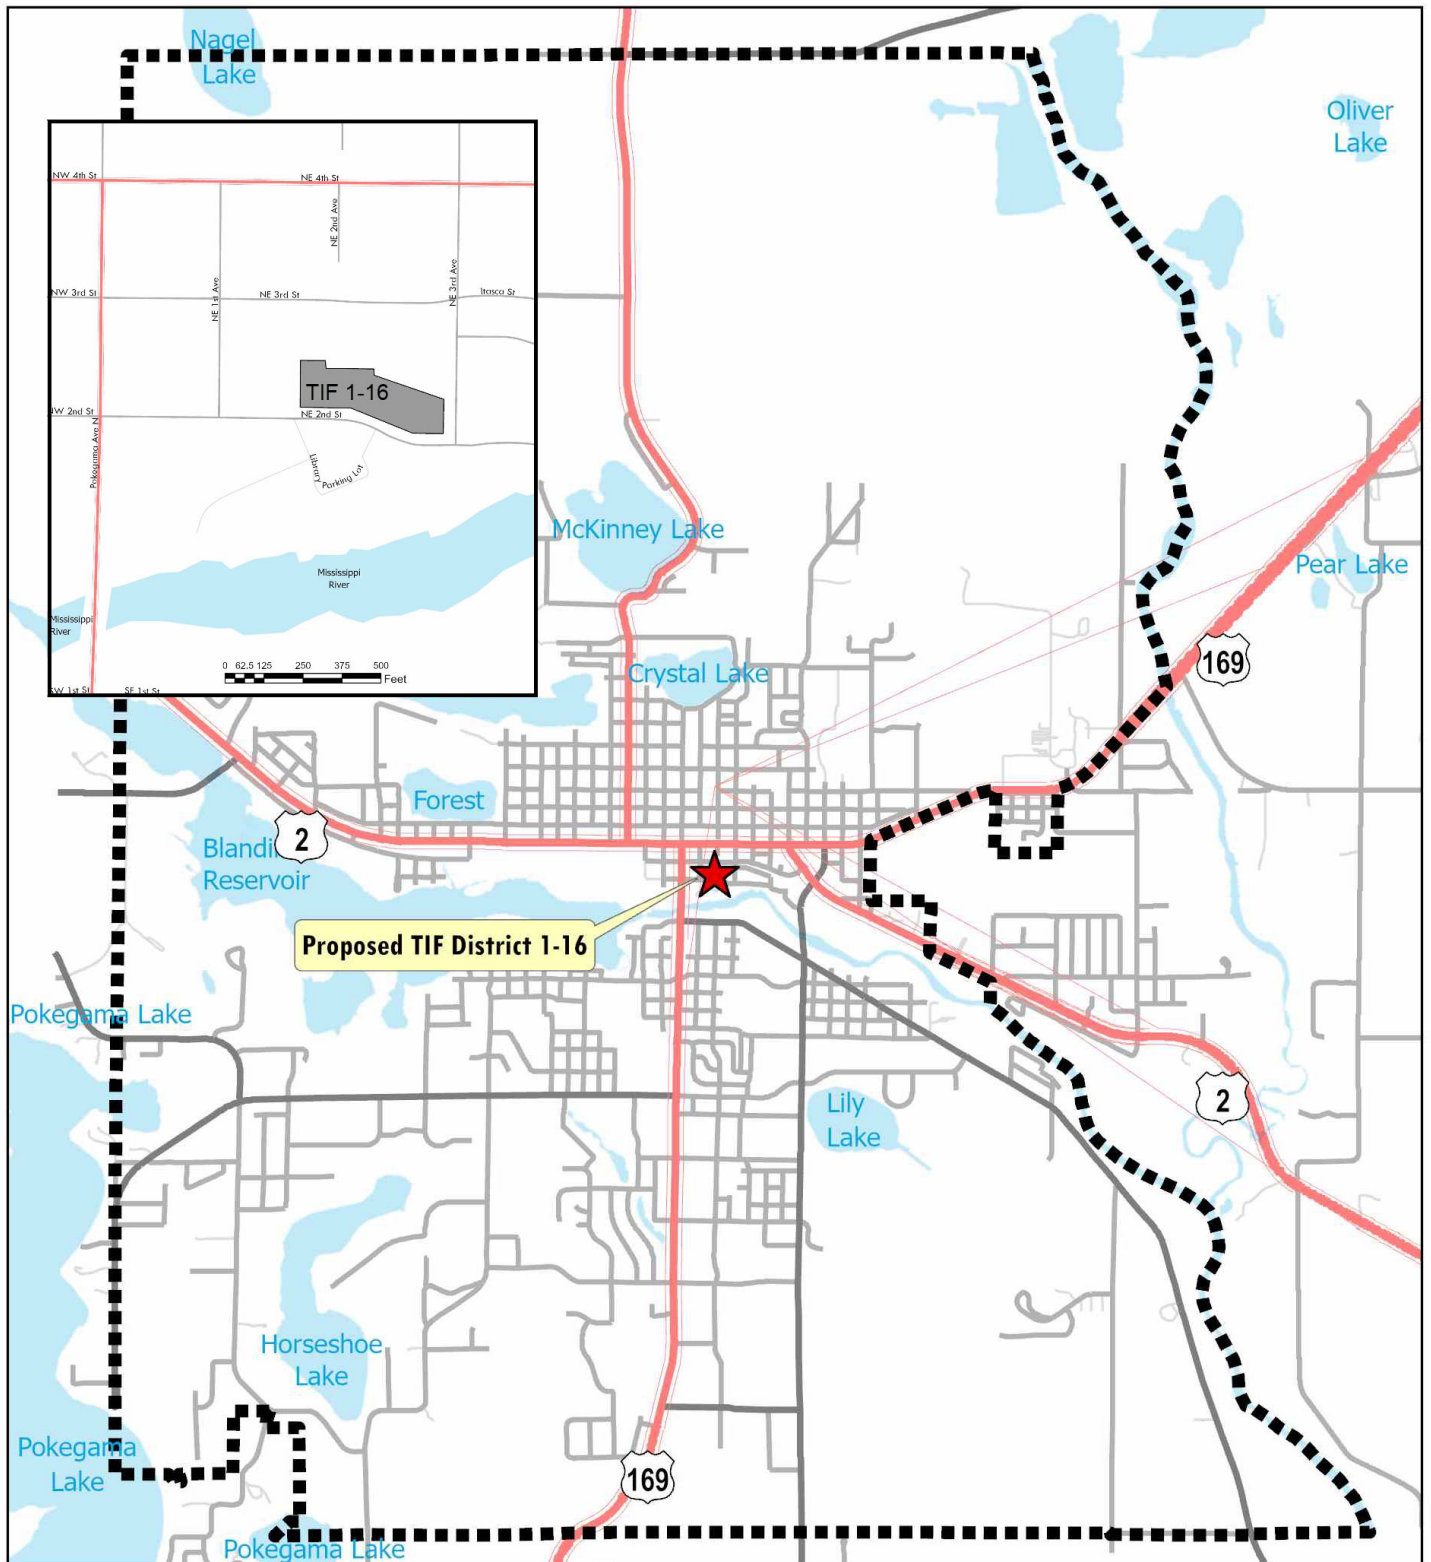 Nagel
Lake
Oliver
Lake
NW 4th St
NE 4th St
NE 2nd Ave
NE 1st Ave
NE 3rd Ave
NW 3rd St
NE 3rd St
Itasca St
TIF 1-16
NE 2nd St
Pokegama Ave N
Library
Parking Lot
Mississippi
River
Mississippi
River
0 62.5 125 250 375 500
Feet
SW 1st St
SE 1st St
McKinney Lake
Pear Lake
169
Crystal Lake
Forest
2
Reservoir
Proposed TIF District 1-16
Pokegama Lake
Lily
Lake
2
Horseshoe
Lake
Pokegama
Lake
169
Pokegama Lake